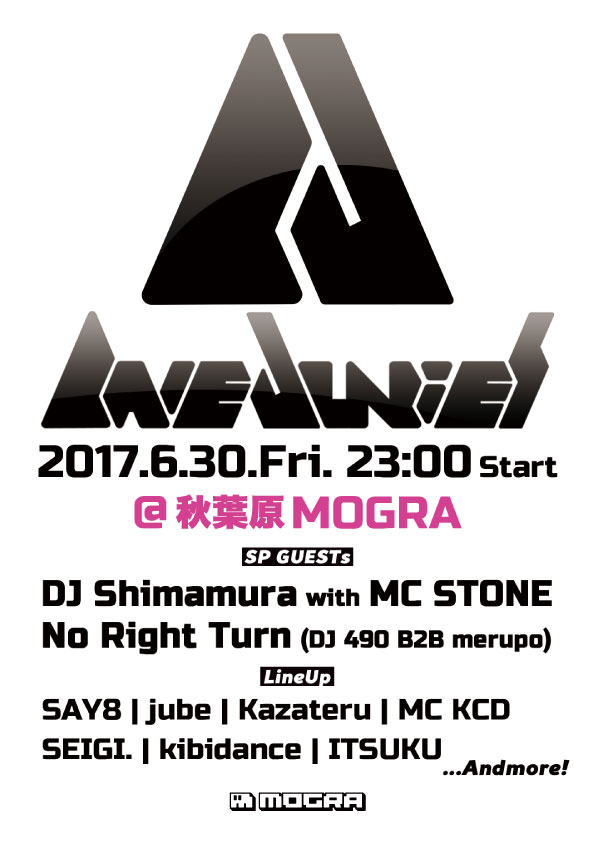 2017.6.30.Fri. 23:00 Start
@ 秋葉原 MOGRA
SP GUESTs
DJ Shimamura with MC STONE
No Right Turn (DJ 490 B2B merupo)
LineUp
SAY8 | jube | Kazateru | MC KCD
SEIGI. | kibidance | ITSUKU
...Andmore!
MOGRA